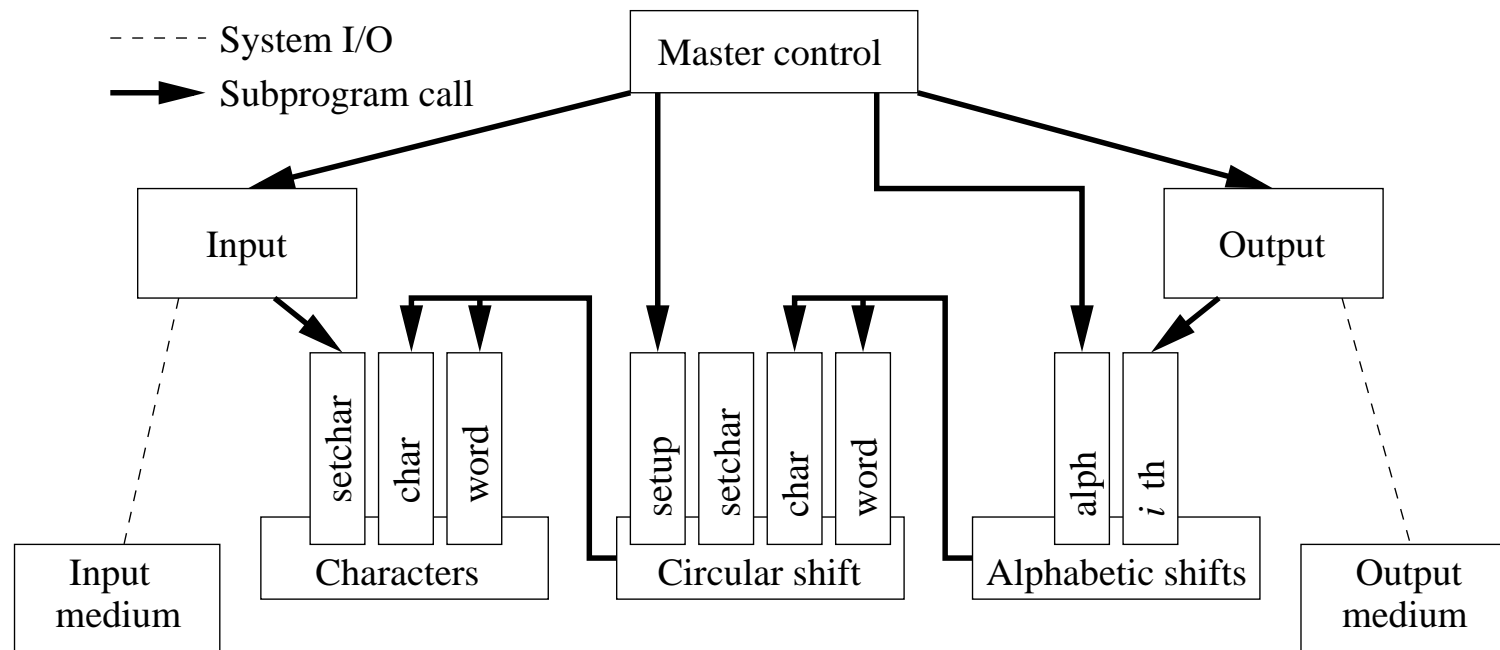 System I/O
Subprogram call
Master control
Input
Output
setchar
char
word
setup
setchar
char
word
alph
i th
Characters
Circular shift
Alphabetic shifts
Input
medium
Output
medium